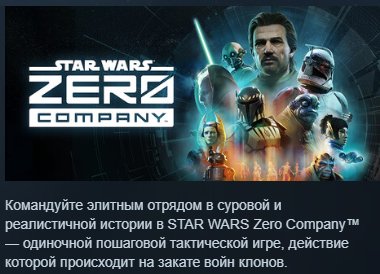 STAR WARS
ZERO
COMPANY™
Командуйте элитным отрядом в суровой и
реалистичной истории в STAR WARS Zero Company™
— одиночной пошаговой тактической игре, действие
которой происходит на закате войн клонов.